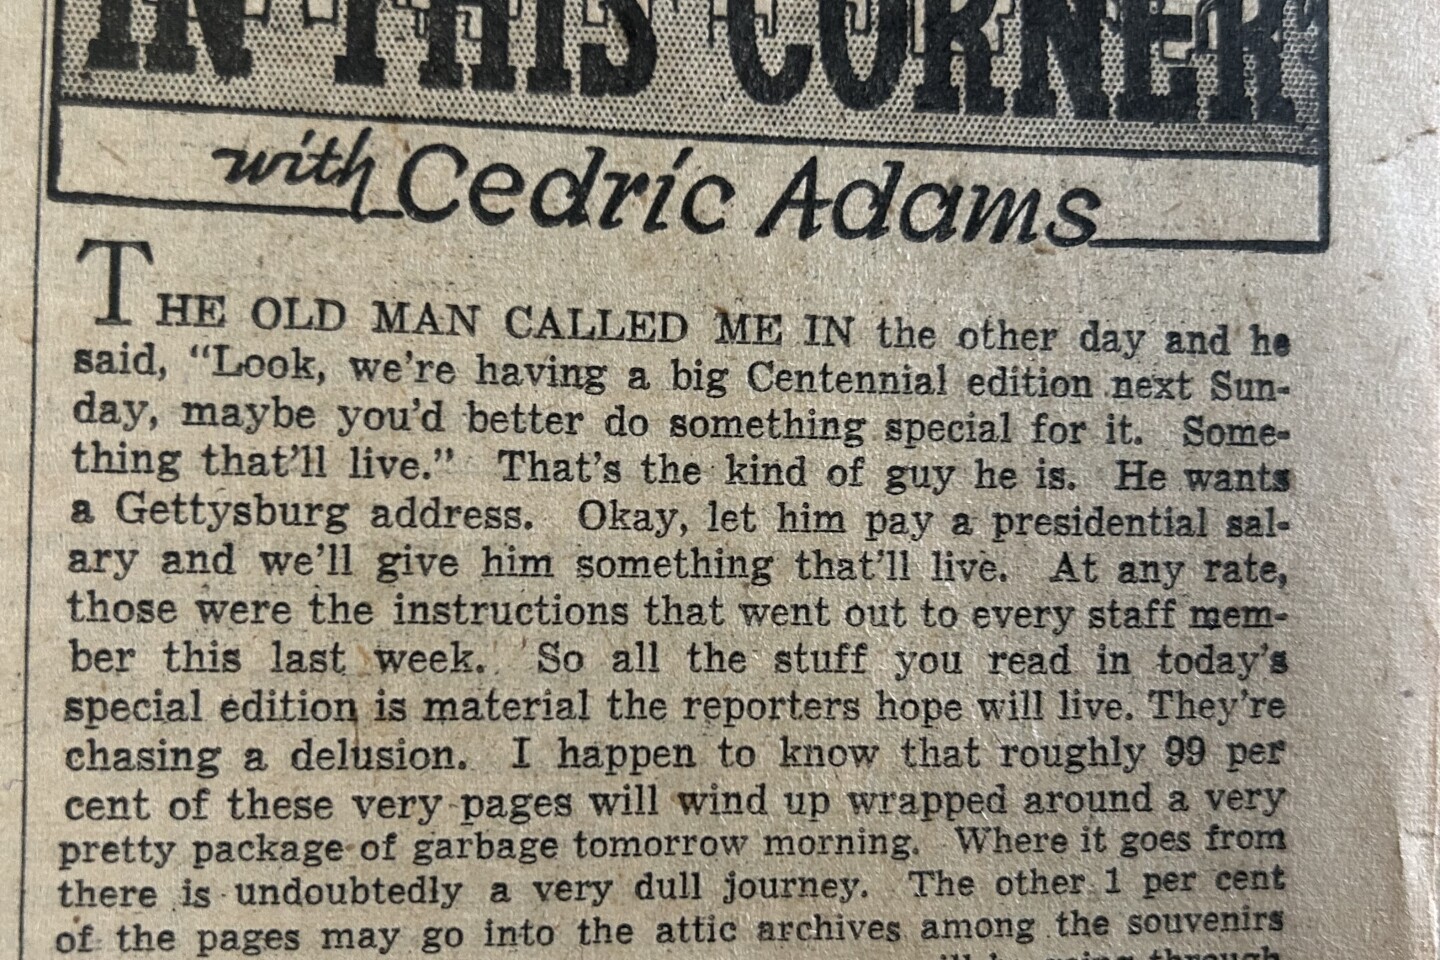 IN THIS CORNER
with Cedric Adams
THE OLD MAN CALLED ME IN the other day and he
said, "Look, we're having a big Centennial edition next Sun-
day, maybe you'd better do something special for it. Some-
thing that'll live." That's the kind of guy he is. He wants
a Gettysburg address. Okay, let him pay a presidential sal-
ary and we'll give him something that'll live. At any rate,
those were the instructions that went out to every staff mem-
ber this last week. So all the stuff you read in today's
special edition is material the reporters hope will live. They're
chasing a delusion. I happen to know that roughly 99 per
cent of these very pages will wind up wrapped around a very
pretty package of garbage tomorrow morning. Where it goes from
there is undoubtedly a very dull journey. The other 1 per cent
of the pages may go into the attic archives among the souvenirs
will be going through